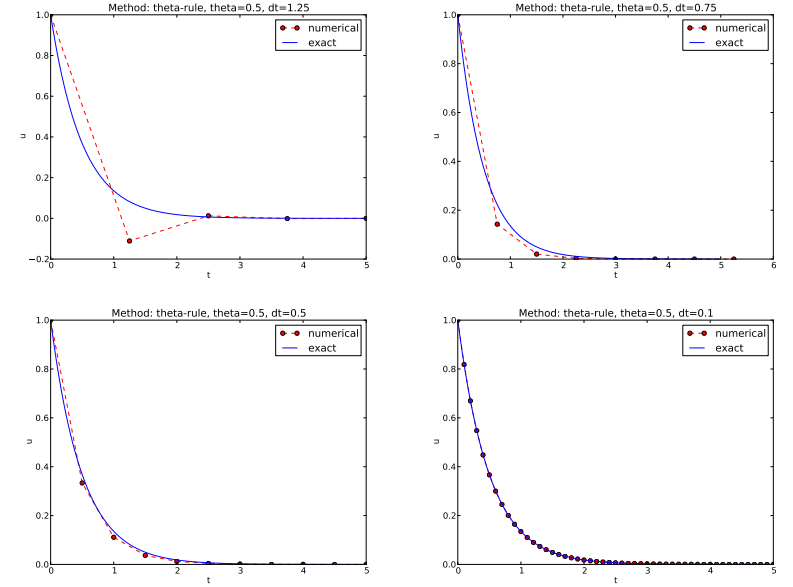 Method: theta-rule, theta=0.5, dt=1.25
1.0
0.8
0.6
0.4
0.2
0.0
−0.2
u
0 1 2 3 4 5
t
numerical
exact
Method: theta-rule, theta=0.5, dt=0.75
1.0
0.8
0.6
0.4
0.2
0.0
u
0 1 2 3 4 5 6
t
numerical
exact
Method: theta-rule, theta=0.5, dt=0.5
1.0
0.8
0.6
0.4
0.2
0.0
u
0 1 2 3 4 5
t
numerical
exact
Method: theta-rule, theta=0.5, dt=0.1
1.0
0.8
0.6
0.4
0.2
0.0
u
0 1 2 3 4 5
t
numerical
exact